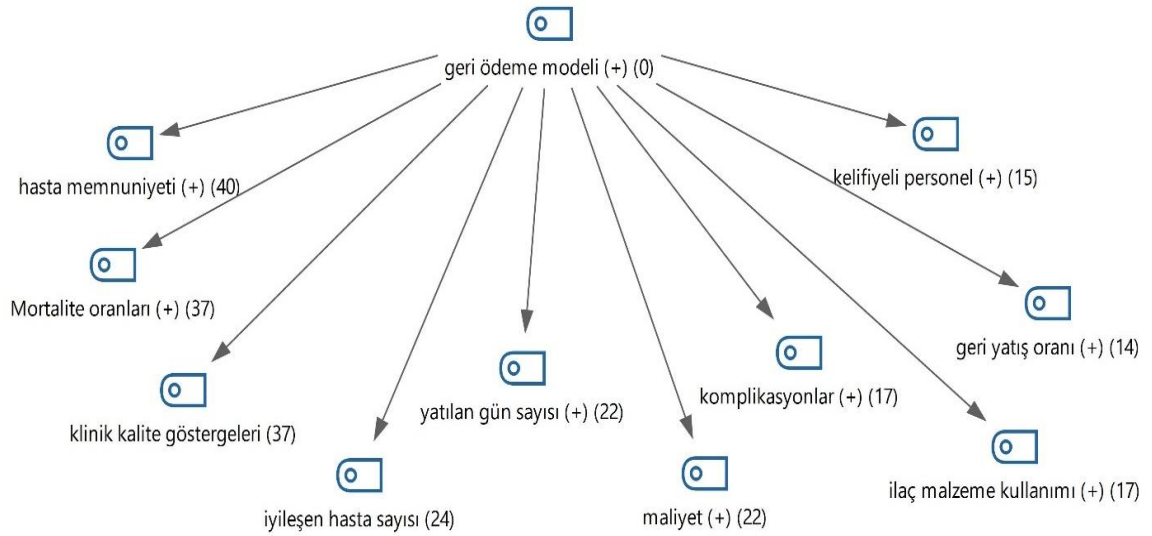 geri ödeme modeli (+) (0)
hasta memnuniyeti (+) (40)
kelifiyeli personel (+) (15)
Mortalite oranları (+) (37)
geri yatış oranı (+) (14)
klinik kalite göstergeleri (37)
yatılan gün sayısı (+) (22)
komplikasyonlar (+) (17)
iyileşen hasta sayısı (24)
maliyet (+) (22)
ilaç malzeme kullanımı (+) (17)